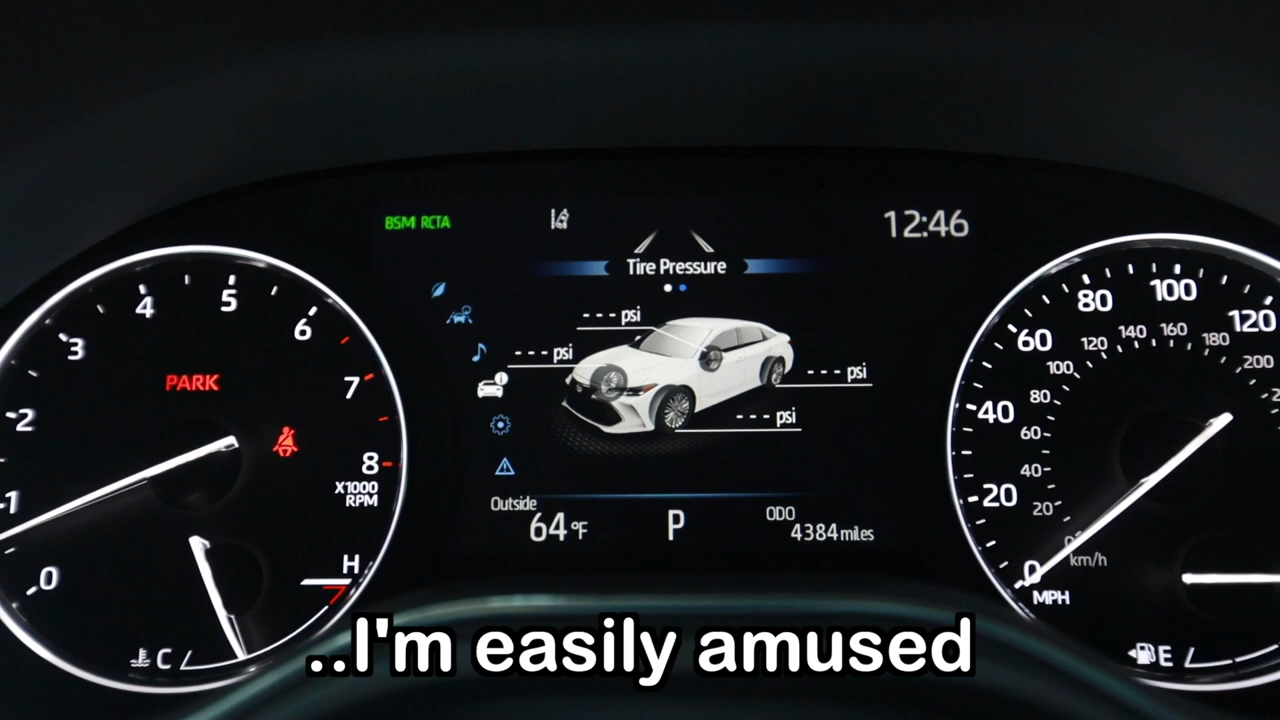 BSM RCTA
12:46
Tire Pressure
--- psi
--- psi
--- psi
--- psi
Outside
64°F
P
ODO
4384 miles
0
1
2
3
4
5
6
7
8
X1000
RPM
PARK
H
C
0
20
40
60
80
100
120
MPH
0
20
40
60
80
100
120
140
160
180
200
km/h
E
..I'm easily amused